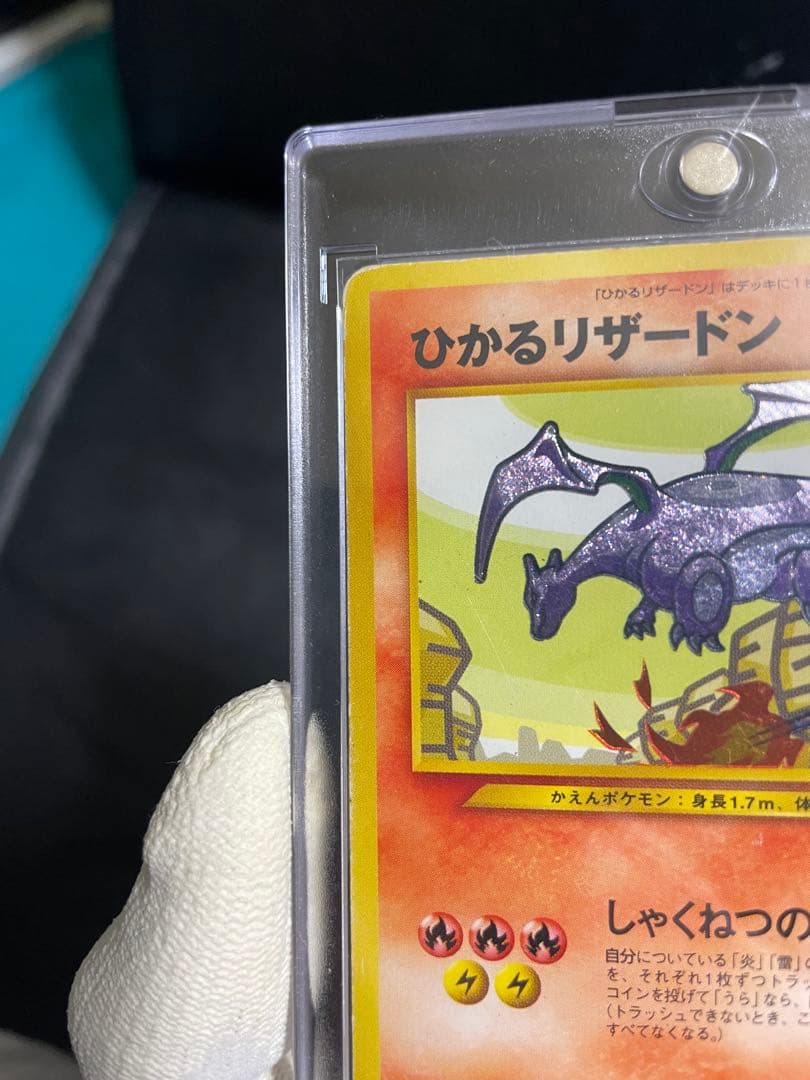 「ひかるリザードン」はデッキに1
ひかるリザードン
かえんポケモン：身長1.7m、体
しゃくねつの
自分についている「炎」「雷」の
を、それぞれ1枚ずつトラッ
コインを投げて「うら」なら、
（トラッシュできないとき、こ
すべてなくなる。）